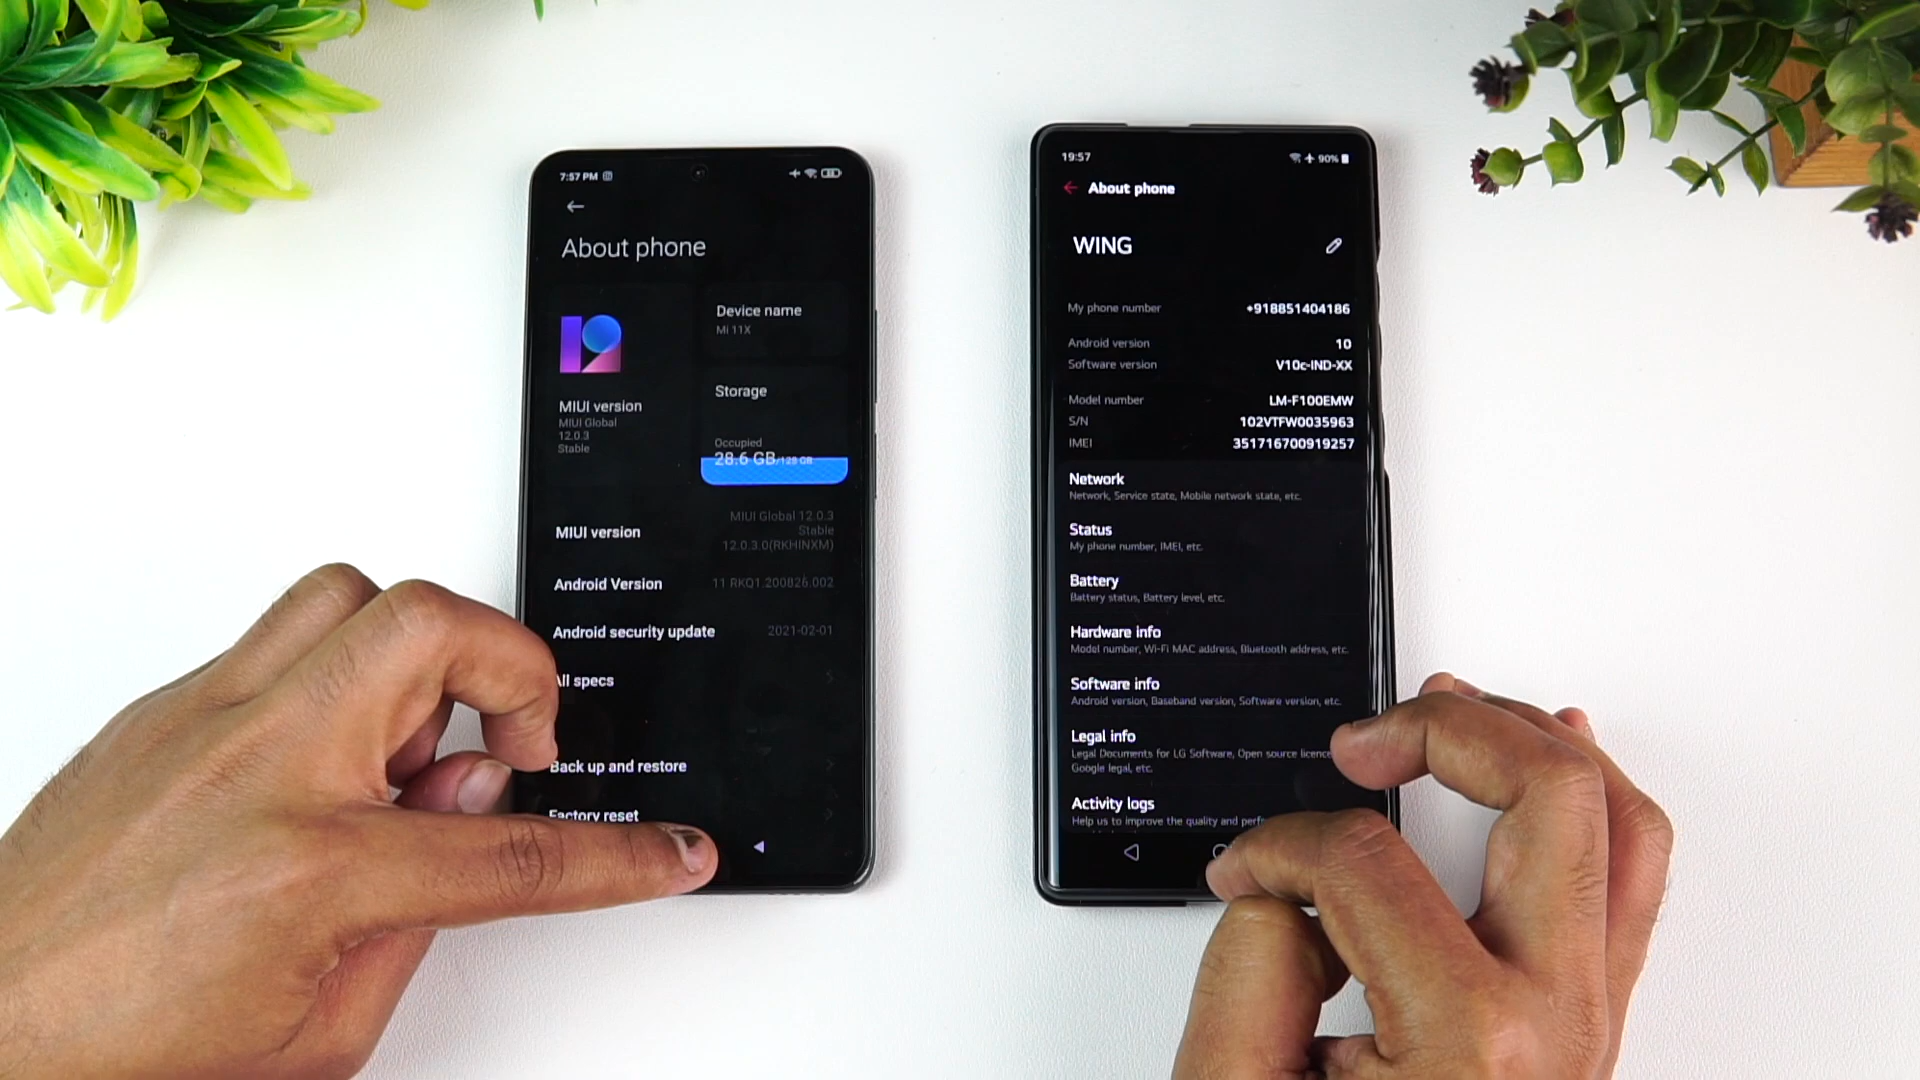 7:57 PM
About phone
Device name
Mi 11X
MIUI version
MIUI Global
12.0.3
Stable
Storage
Occupied
28.6 GB/128 GB
MIUI version
MIUI Global 12.0.3
Stable
12.0.3.0(RKHINXM)
Android Version
11 RKQ1.200826.002
Android security update
2021-02-01
ll specs
Back up and restore
Factory reset
19:57
90%
About phone
WING
My phone number
+918851404186
Android version
10
Software version
V10c-IND-XX
Model number
LM-F100EMW
S/N
102VTFW0035963
IMEI
351716700919257
Network
Network, Service state, Mobile network state, etc.
Status
My phone number, IMEI, etc.
Battery
Battery status, Battery level, etc.
Hardware info
Model number, Wi-Fi MAC address, Bluetooth address, etc.
Software info
Android version, Baseband version, Software version, etc.
Legal info
Legal Documents for LG Software, Open source licence
Google legal, etc.
Activity logs
Help us to improve the quality and perf